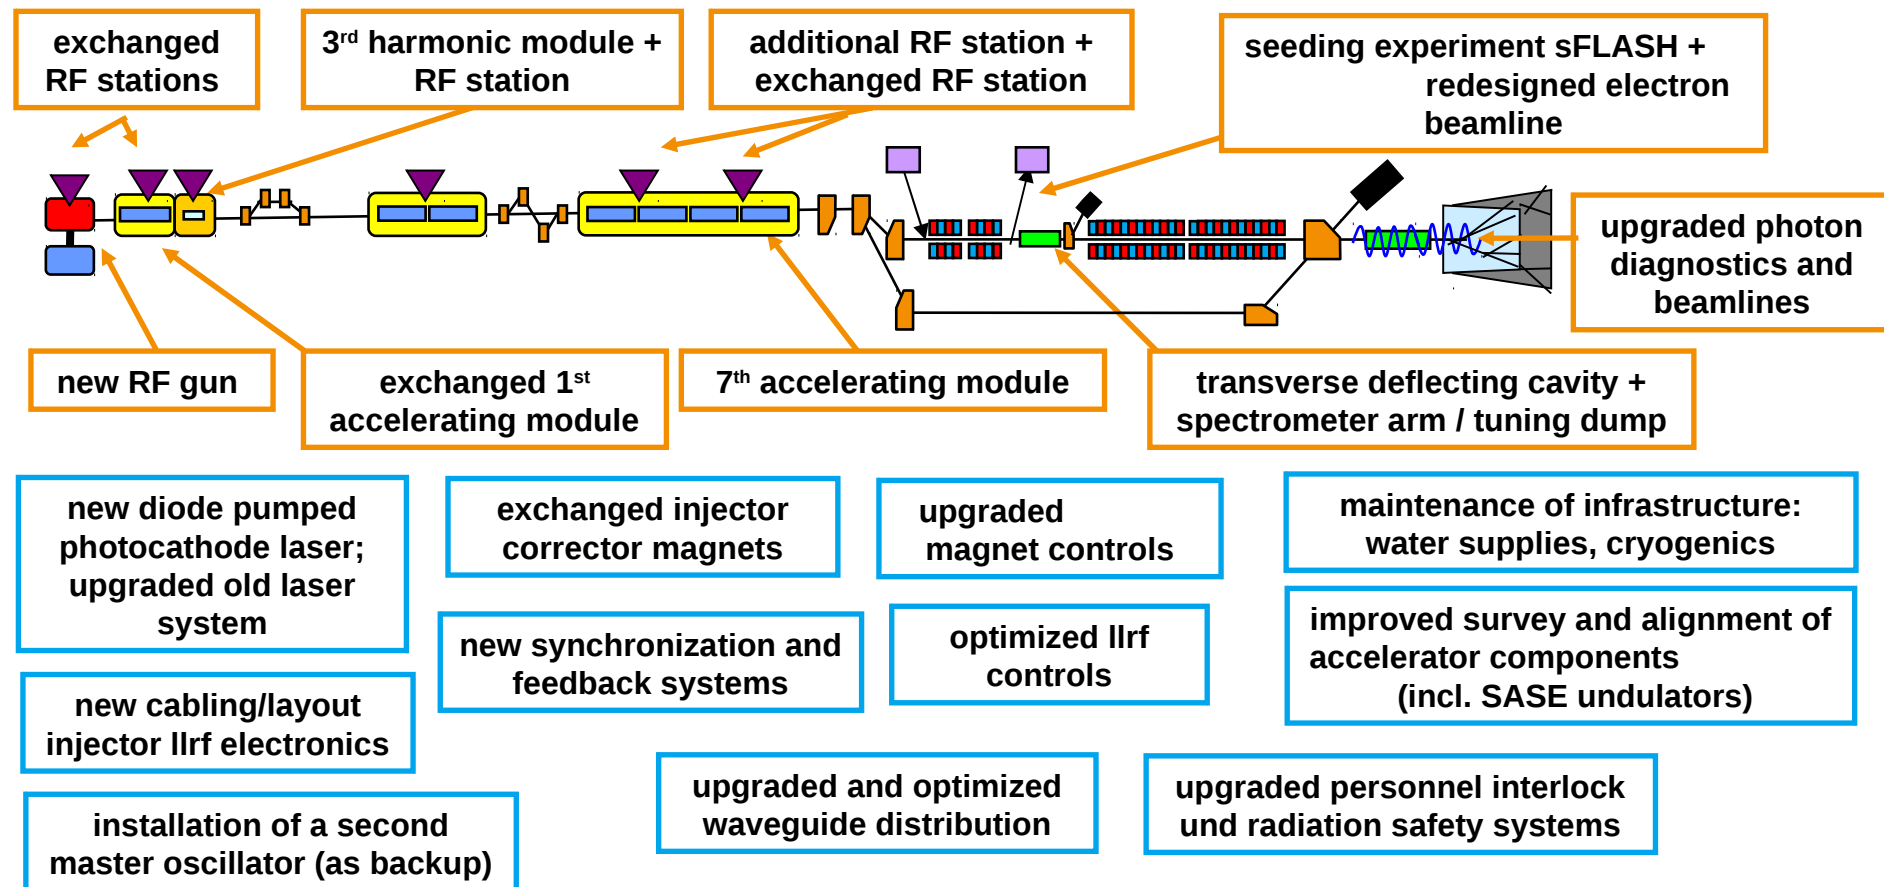 exchanged
RF stations
3rd harmonic module +
RF station
additional RF station +
exchanged RF station
seeding experiment sFLASH +
redesigned electron
beamline
upgraded photon
diagnostics and
beamlines
new RF gun
exchanged 1st
accelerating module
7th accelerating module
transverse deflecting cavity +
spectrometer arm / tuning dump
new diode pumped
photocathode laser;
upgraded old laser
system
exchanged injector
corrector magnets
upgraded
magnet controls
maintenance of infrastructure:
water supplies, cryogenics
new synchronization and
feedback systems
optimized llrf
controls
improved survey and alignment of
accelerator components
(incl. SASE undulators)
new cabling/layout
injector llrf electronics
upgraded and optimized
waveguide distribution
upgraded personnel interlock
und radiation safety systems
installation of a second
master oscillator (as backup)